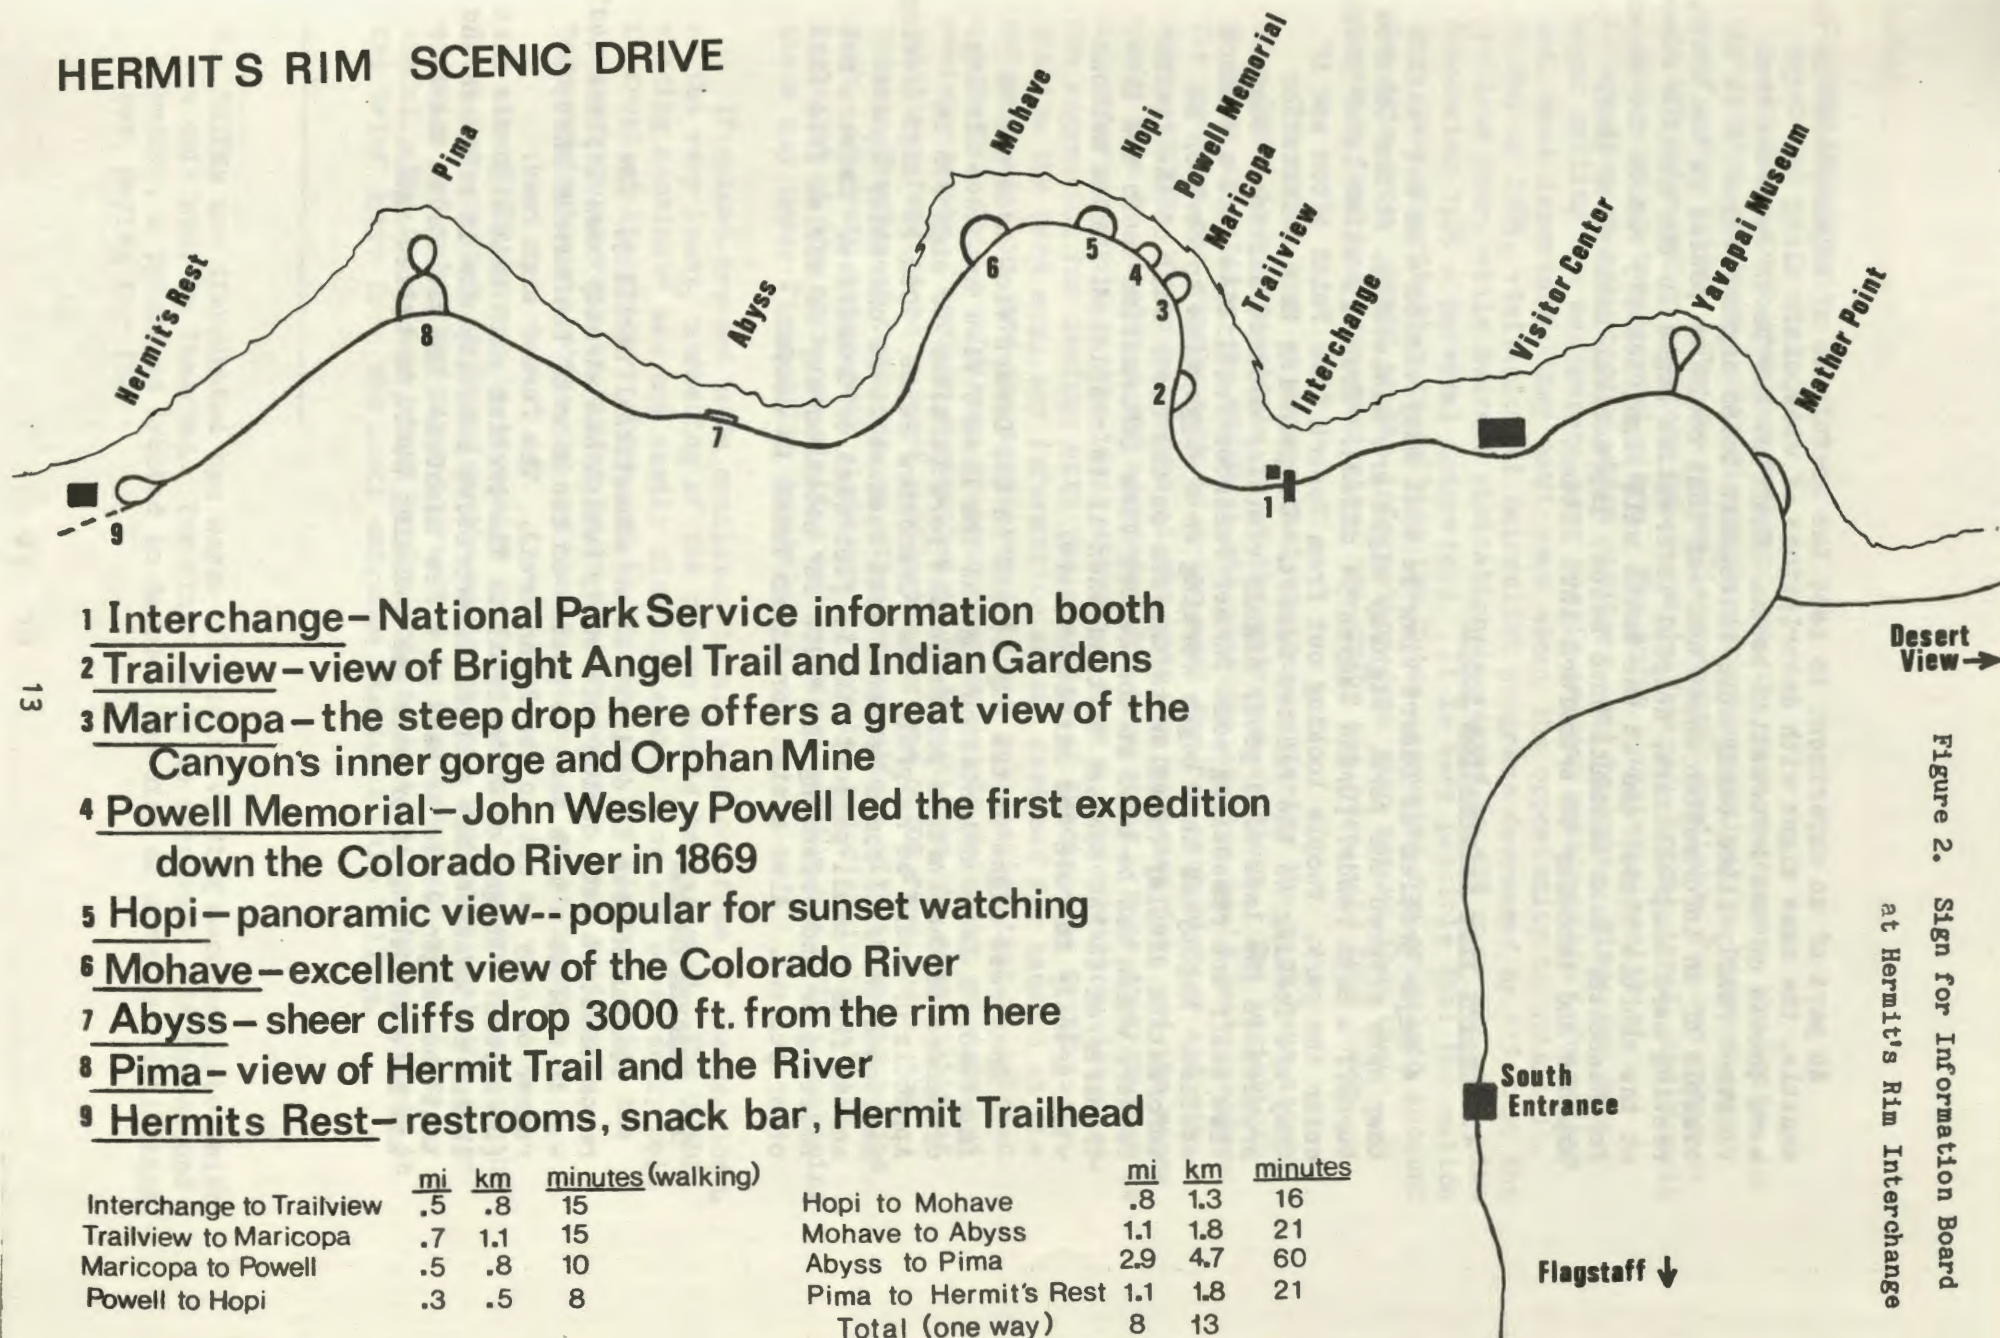 HERMIT S RIM SCENIC DRIVE
Hermit's Rest
Pima
Abyss
Mohave
Hopi
Powell Memorial
Maricopa
Trailview
Interchange
Visitor Center
Yavapai Museum
Mather Point
9
8
7
6
5
4
3
2
1
Desert
View
South
Entrance
Flagstaff
1 Interchange–National Park Service information booth
2 Trailview–view of Bright Angel Trail and Indian Gardens
3 Maricopa–the steep drop here offers a great view of the
Canyon's inner gorge and Orphan Mine
4 Powell Memorial–John Wesley Powell led the first expedition
down the Colorado River in 1869
5 Hopi–panoramic view--popular for sunset watching
6 Mohave–excellent view of the Colorado River
7 Abyss–sheer cliffs drop 3000 ft. from the rim here
8 Pima–view of Hermit Trail and the River
9 Hermits Rest–restrooms, snack bar, Hermit Trailhead
mi km minutes (walking)
Interchange to Trailview .5 .8 15
Trailview to Maricopa .7 1.1 15
Maricopa to Powell .5 .8 10
Powell to Hopi .3 .5 8
mi km minutes
Hopi to Mohave .8 1.3 16
Mohave to Abyss 1.1 1.8 21
Abyss to Pima 2.9 4.7 60
Pima to Hermit's Rest 1.1 1.8 21
Total (one way) 8 13
Figure 2. Sign for Information Board
at Hermit's Rim Interchange
13